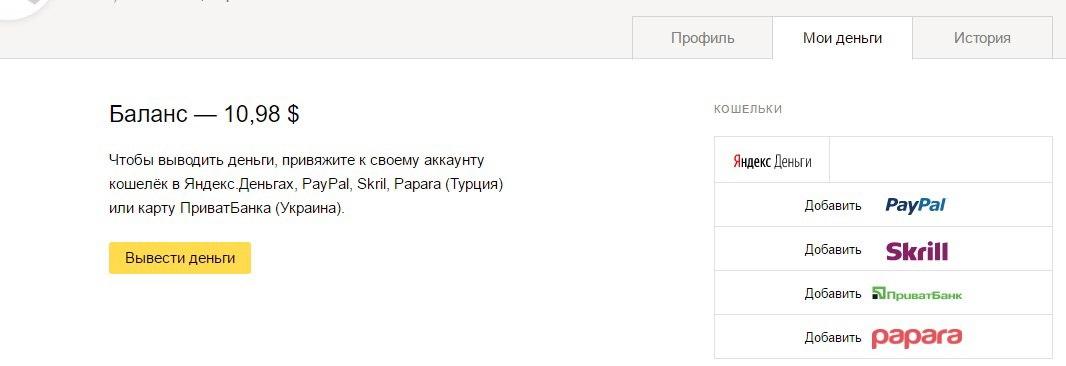 Профиль
Мои деньги
История
Баланс — 10,98 $
Чтобы выводить деньги, привяжите к своему аккаунту
кошелёк в Яндекс.Деньгах, PayPal, Skril, Papara (Турция)
или карту ПриватБанка (Украина).
Вывести деньги
КОШЕЛЬКИ
Яндекс Деньги
Добавить PayPal
Добавить Skrill
Добавить ПриватБанк
Добавить papara